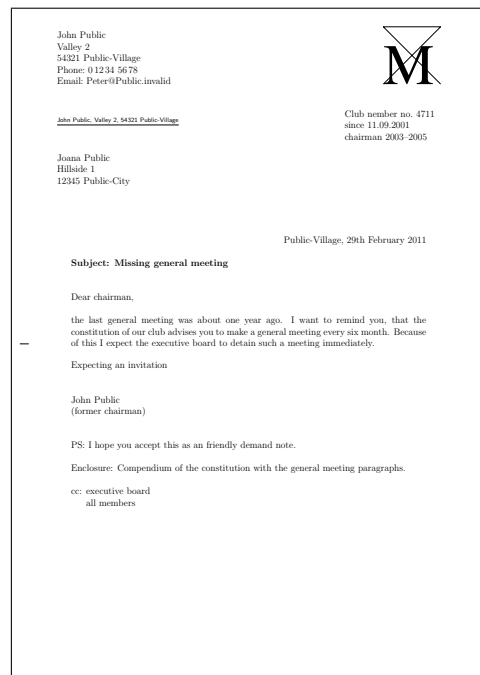 John Public
Valley 2
54321 Public-Village
Phone: 0 12 34 56 78
Email: Peter@Public.invalid
M
John Public, Valley 2, 54321 Public-Village
Club nember no. 4711
since 11.09.2001
chairman 2003–2005
Joana Public
Hillside 1
12345 Public-City
Public-Village, 29th February 2011
Subject: Missing general meeting
Dear chairman,
the last general meeting was about one year ago. I want to remind you, that the
constitution of our club advises you to make a general meeting every six month. Because
of this I expect the executive board to detain such a meeting immediately.
Expecting an invitation
John Public
(former chairman)
PS: I hope you accept this as an friendly demand note.
Enclosure: Compendium of the constitution with the general meeting paragraphs.
cc: executive board
all members